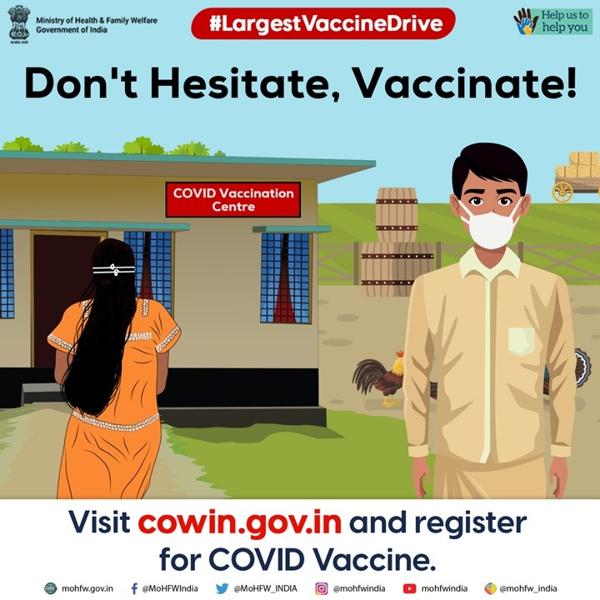 Ministry of Health & Family Welfare
Government of India
#LargestVaccineDrive
Help us to
help you
Don't Hesitate, Vaccinate!
COVID Vaccination
Centre
Visit cowin.gov.in and register
for COVID Vaccine.
mohfw.gov.in @MoHFWIndia @MoHFW_INDIA @mohfwindia mohfwindia @mohfw_india